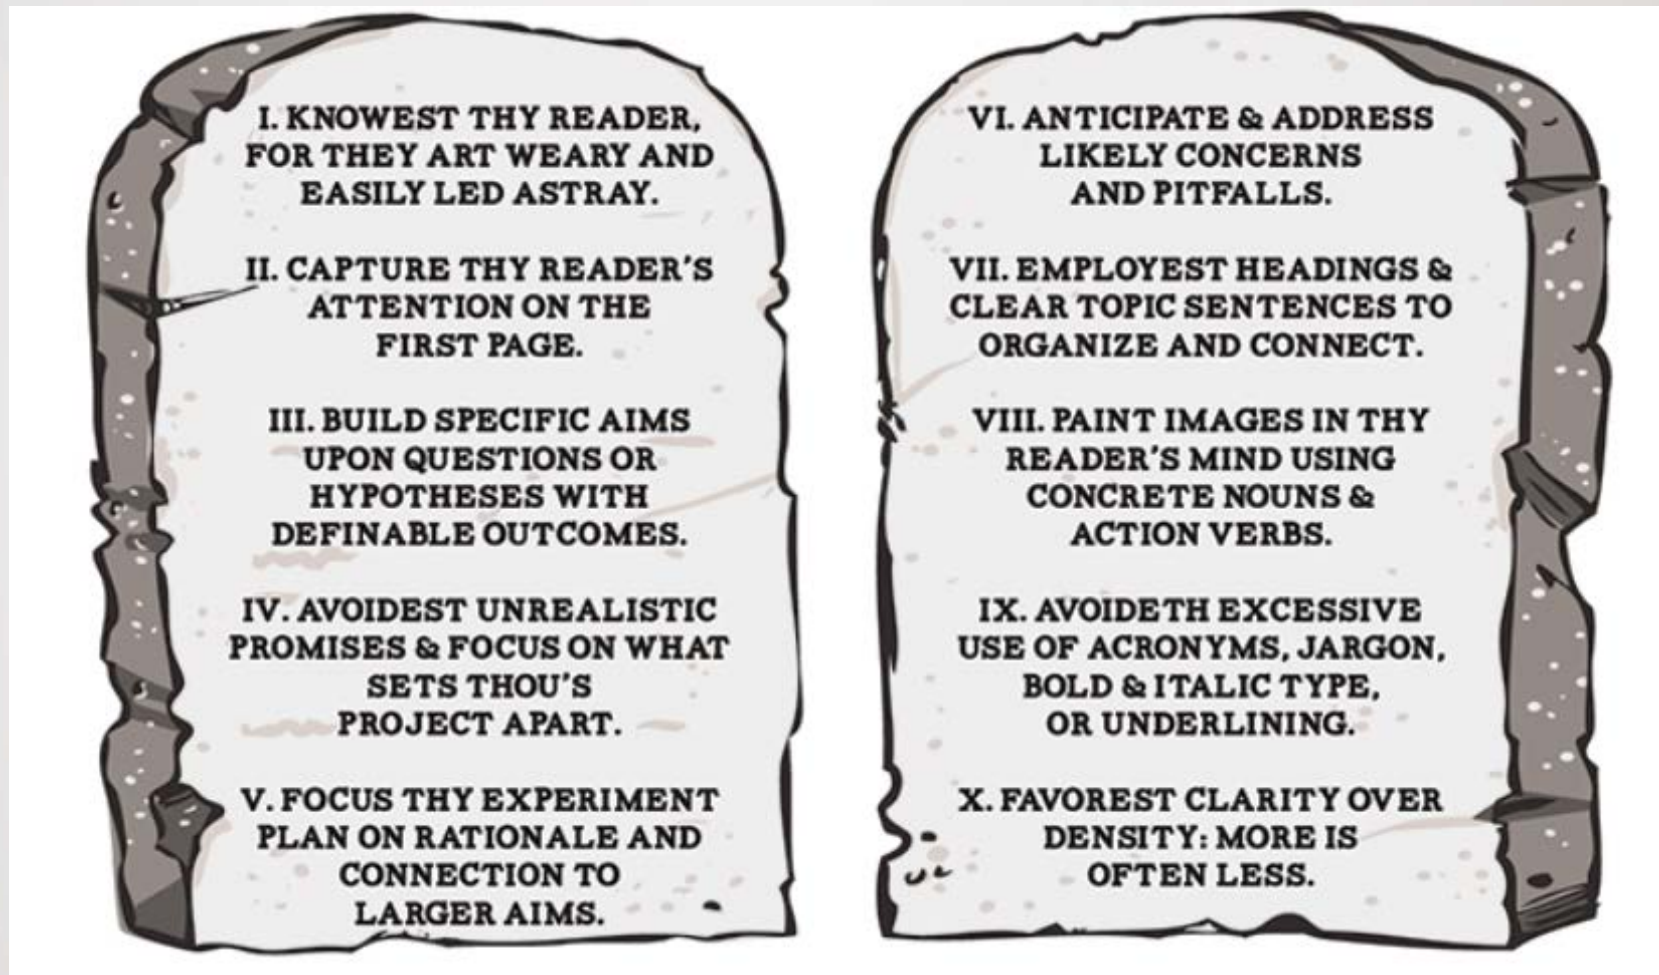 I. KNOWEST THY READER,
FOR THEY ART WEARY AND
EASILY LED ASTRAY.
II. CAPTURE THY READER'S
ATTENTION ON THE
FIRST PAGE.
III. BUILD SPECIFIC AIMS
UPON QUESTIONS OR
HYPOTHESES WITH
DEFINABLE OUTCOMES.
IV. AVOIDEST UNREALISTIC
PROMISES & FOCUS ON WHAT
SETS THOU'S
PROJECT APART.
V. FOCUS THY EXPERIMENT
PLAN ON RATIONALE AND
CONNECTION TO
LARGER AIMS.
VI. ANTICIPATE & ADDRESS
LIKELY CONCERNS
AND PITFALLS.
VII. EMPLOYEST HEADINGS &
CLEAR TOPIC SENTENCES TO
ORGANIZE AND CONNECT.
VIII. PAINT IMAGES IN THY
READER'S MIND USING
CONCRETE NOUNS &
ACTION VERBS.
IX. AVOIDETH EXCESSIVE
USE OF ACRONYMS, JARGON,
BOLD & ITALIC TYPE,
OR UNDERLINING.
X. FAVOREST CLARITY OVER
DENSITY: MORE IS
OFTEN LESS.